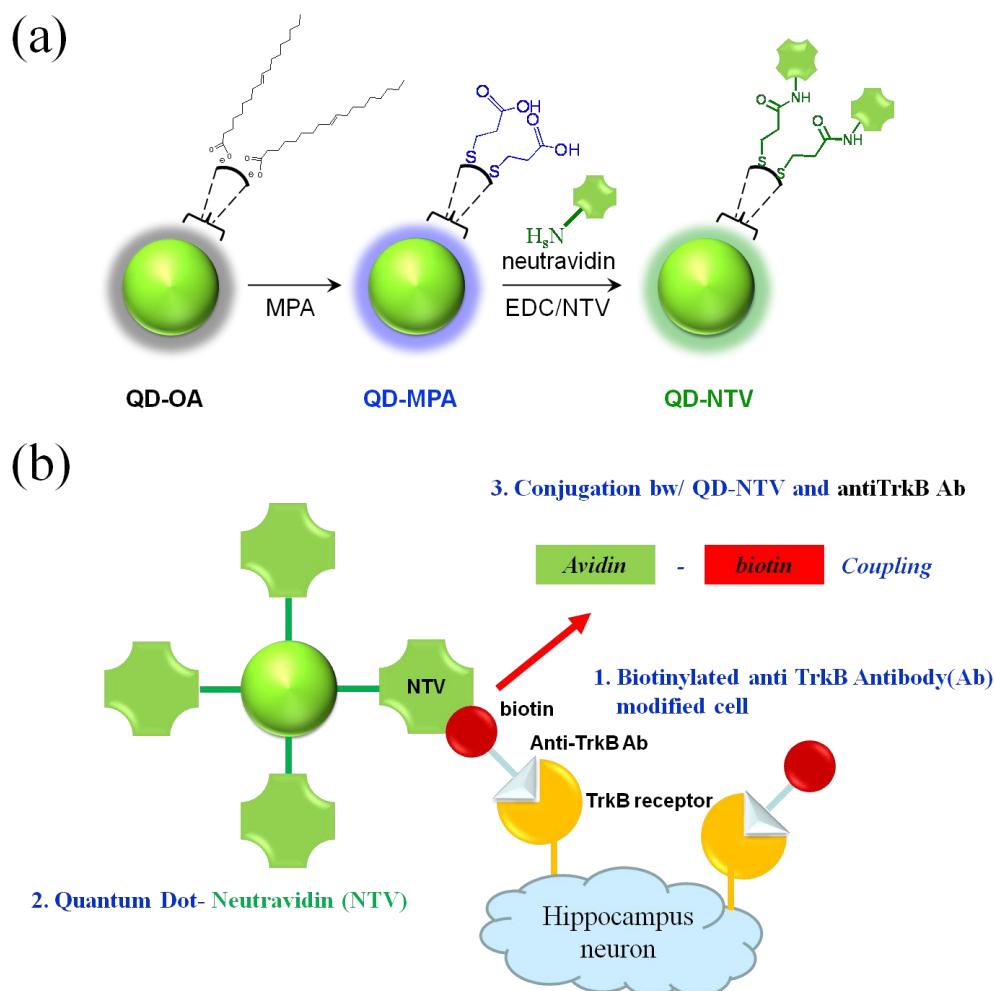 (a)
O
O
⊖
O
O
⊖
O
OH
O
OH
S
S
O
NH
O
NH
S
S
HsN
neutravidin
MPA
EDC/NTV
QD-OA
QD-MPA
QD-NTV
(b)
3. Conjugation bw/ QD-NTV and antiTrkB Ab
Avidin - biotin Coupling
1. Biotinylated anti TrkB Antibody(Ab)
modified cell
NTV
biotin
Anti-TrkB Ab
TrkB receptor
2. Quantum Dot- Neutravidin (NTV)
Hippocampus
neuron